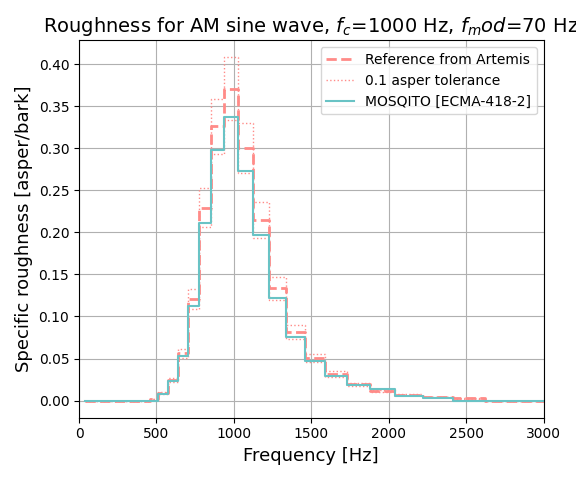 Roughness for AM sine wave, f_c=1000 Hz, f_mod=70 Hz
Reference from Artemis
0.1 asper tolerance
MOSQITO [ECMA-418-2]
Specific roughness [asper/bark]
0.40
0.35
0.30
0.25
0.20
0.15
0.10
0.05
0.00
0 500 1000 1500 2000 2500 3000
Frequency [Hz]